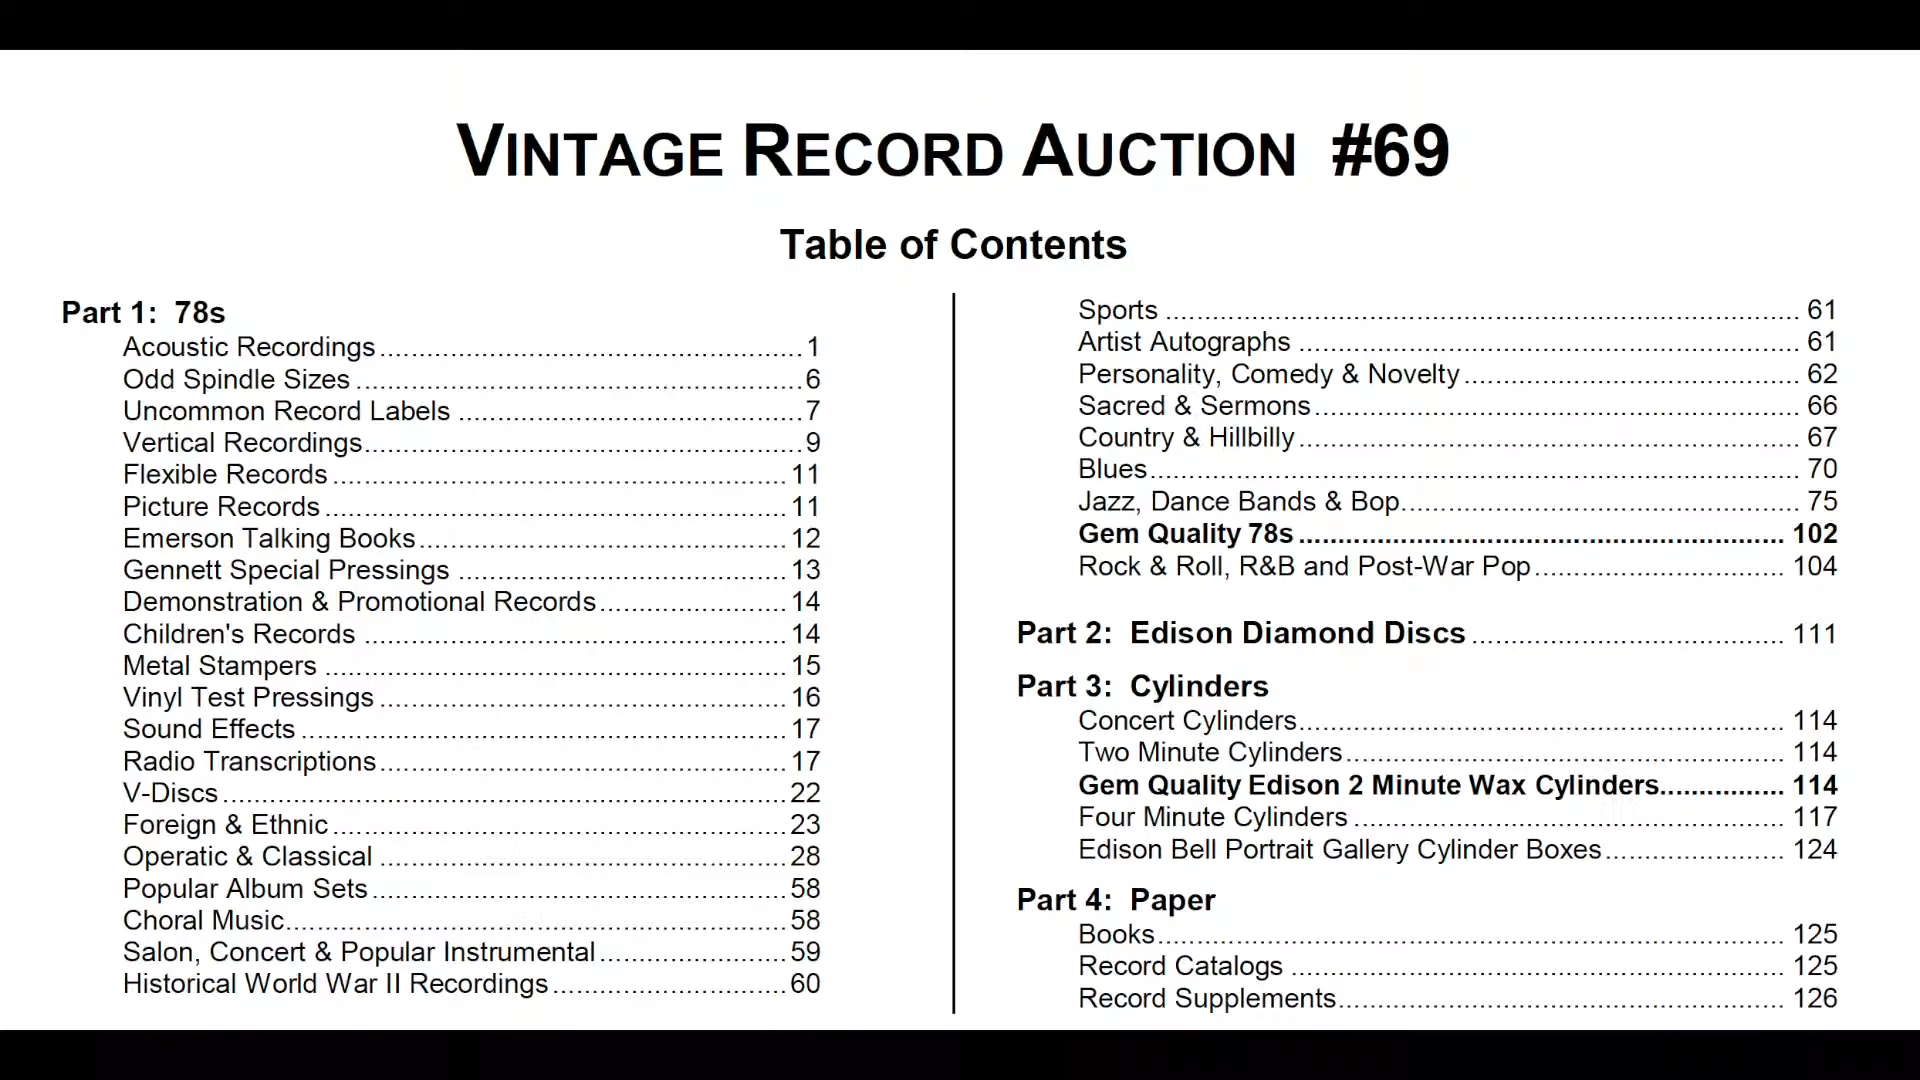 VINTAGE RECORD AUCTION #69
Table of Contents
Part 1: 78s
Acoustic Recordings........................................................1
Odd Spindle Sizes ...........................................................6
Uncommon Record Labels ..............................................7
Vertical Recordings..........................................................9
Flexible Records ............................................................11
Picture Records .............................................................11
Emerson Talking Books.................................................12
Gennett Special Pressings ............................................13
Demonstration & Promotional Records.........................14
Children's Records ........................................................14
Metal Stampers .............................................................15
Vinyl Test Pressings ......................................................16
Sound Effects ................................................................17
Radio Transcriptions......................................................17
V-Discs ..........................................................................22
Foreign & Ethnic ............................................................23
Operatic & Classical ......................................................28
Popular Album Sets .......................................................58
Choral Music..................................................................58
Salon, Concert & Popular Instrumental .........................59
Historical World War II Recordings ...............................60
Sports ............................................................................ 61
Artist Autographs ........................................................... 61
Personality, Comedy & Novelty ..................................... 62
Sacred & Sermons......................................................... 66
Country & Hillbilly ........................................................... 67
Blues.............................................................................. 70
Jazz, Dance Bands & Bop............................................. 75
Gem Quality 78s .......................................................... 102
Rock & Roll, R&B and Post-War Pop........................... 104
Part 2: Edison Diamond Discs .................................... 111
Part 3: Cylinders
Concert Cylinders......................................................... 114
Two Minute Cylinders................................................... 114
Gem Quality Edison 2 Minute Wax Cylinders............... 114
Four Minute Cylinders .................................................. 117
Edison Bell Portrait Gallery Cylinder Boxes................. 124
Part 4: Paper
Books........................................................................... 125
Record Catalogs .......................................................... 125
Record Supplements.................................................... 126